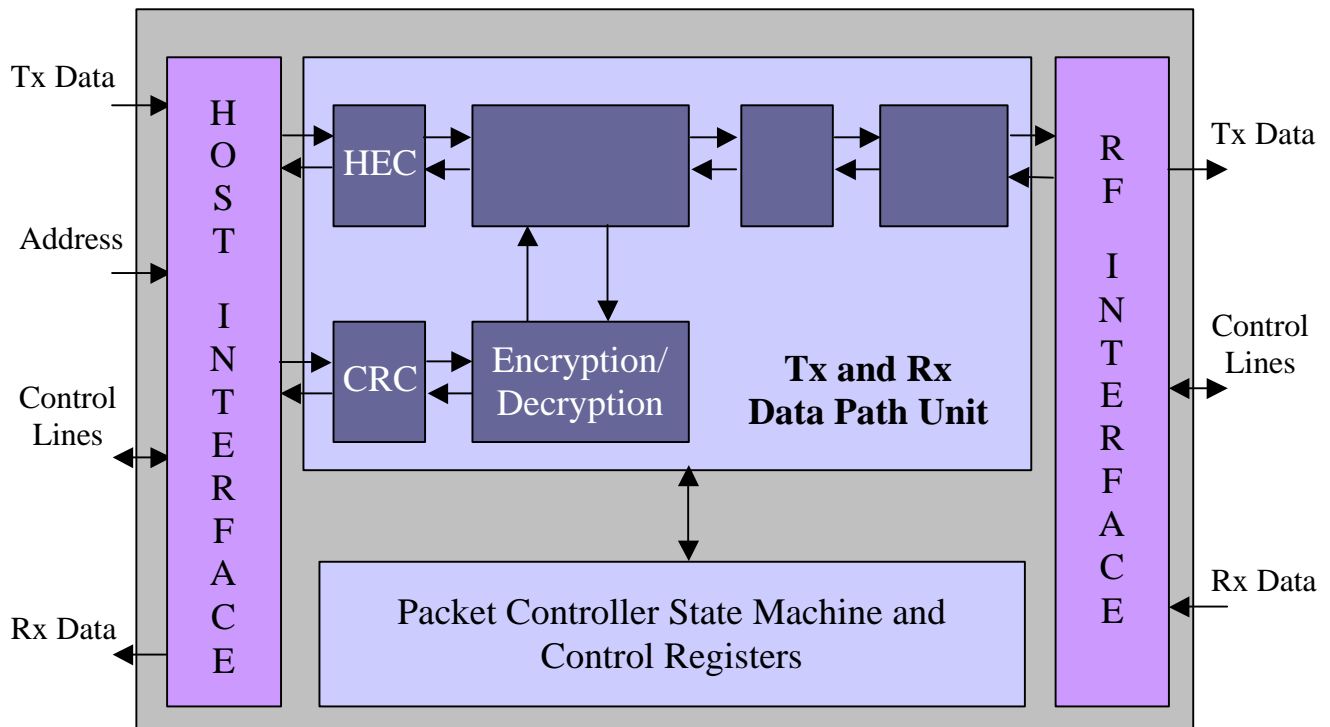 Tx Data
Address
Control
Lines
Rx Data
HOST INTERFACE
HEC
CRC
Encryption/
Decryption
Tx and Rx
Data Path Unit
Packet Controller State Machine and
Control Registers
RF INTERFACE
Tx Data
Control
Lines
Rx Data